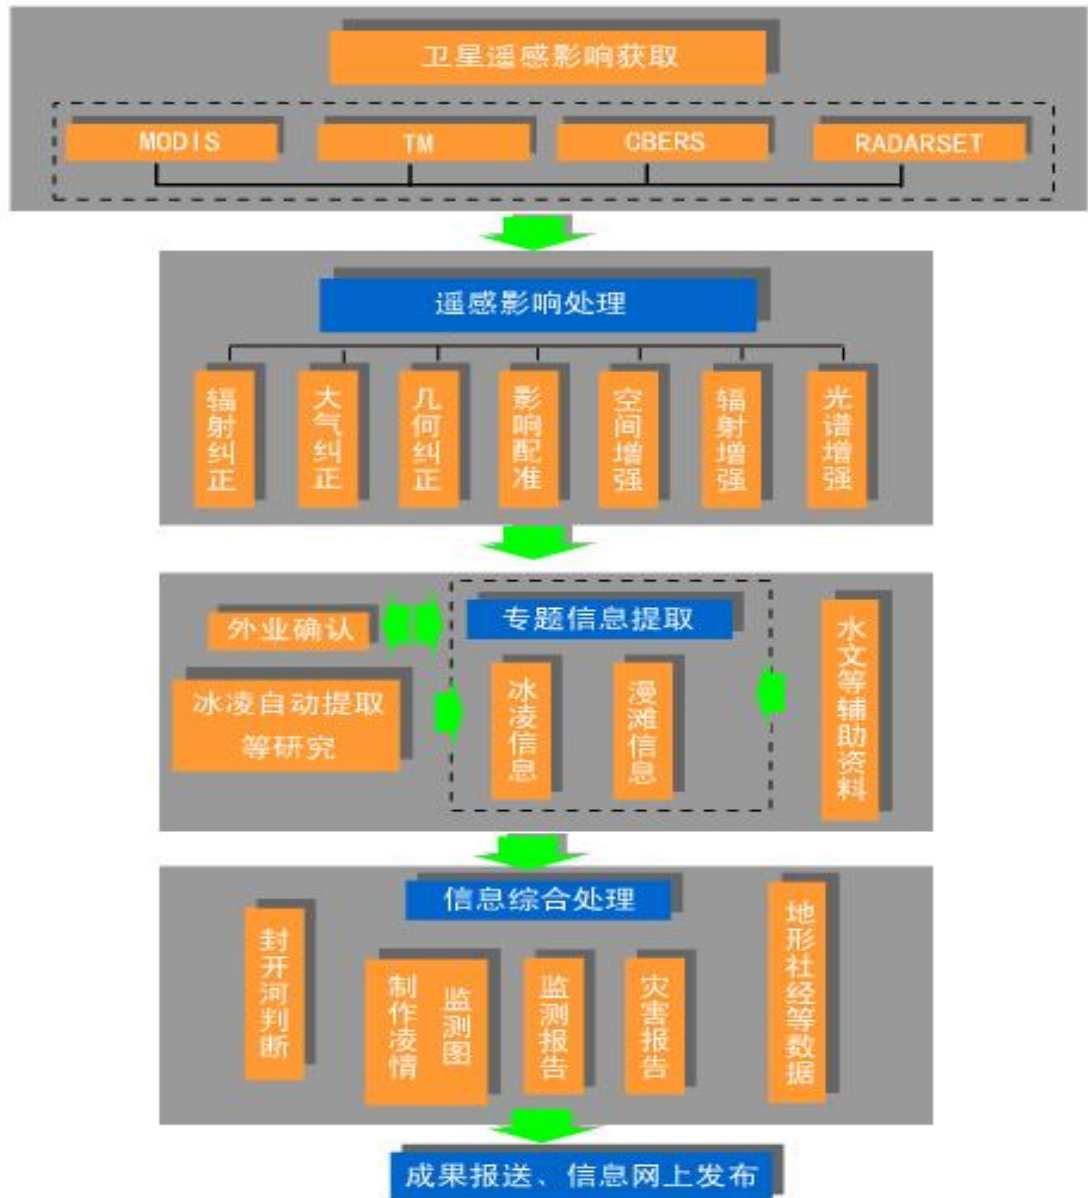 卫星遥感影响获取
MODIS
TM
CBERS
RADARSET
遥感影响处理
辐射纠正
大气纠正
几何纠正
影响配准
空间增强
辐射增强
光谱增强
外业确认
冰凌自动提取
等研究
专题信息提取
冰凌信息
漫滩信息
水文等辅助资料
信息综合处理
封开河判断
制作凌情
监测图
监测报告
灾害报告
地形社经等数据
成果报送、信息网上发布